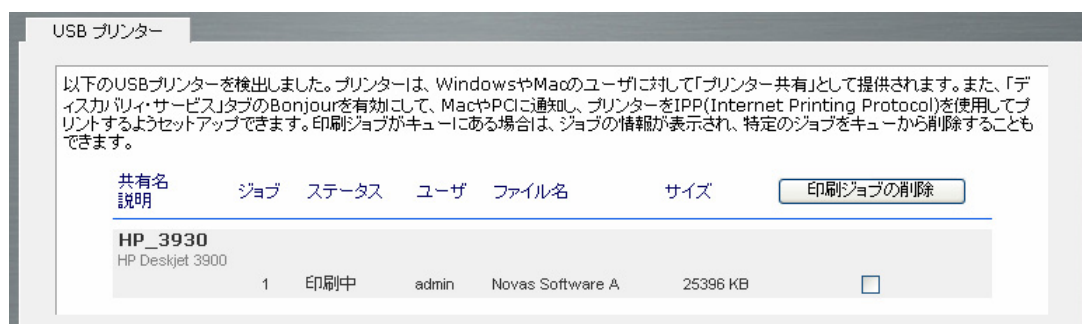 USB プリンター
以下のUSBプリンターを検出しました。プリンターは、WindowsやMacのユーザに対して「プリンター共有」として提供されます。また、「デ
ィスカバリィ・サービス」タブのBonjourを有効にして、MacやPCに通知し、プリンターをIPP(Internet Printing Protocol)を使用してプ
リントするようセットアップできます。印刷ジョブがキューにある場合は、ジョブの情報が表示され、特定のジョブをキューから削除することも
できます。
共有名
説明 ジョブ ステータス ユーザ ファイル名 サイズ 印刷ジョブの削除
HP_3930
HP Deskjet 3900
1 印刷中 admin Novas Software A 25396 KB